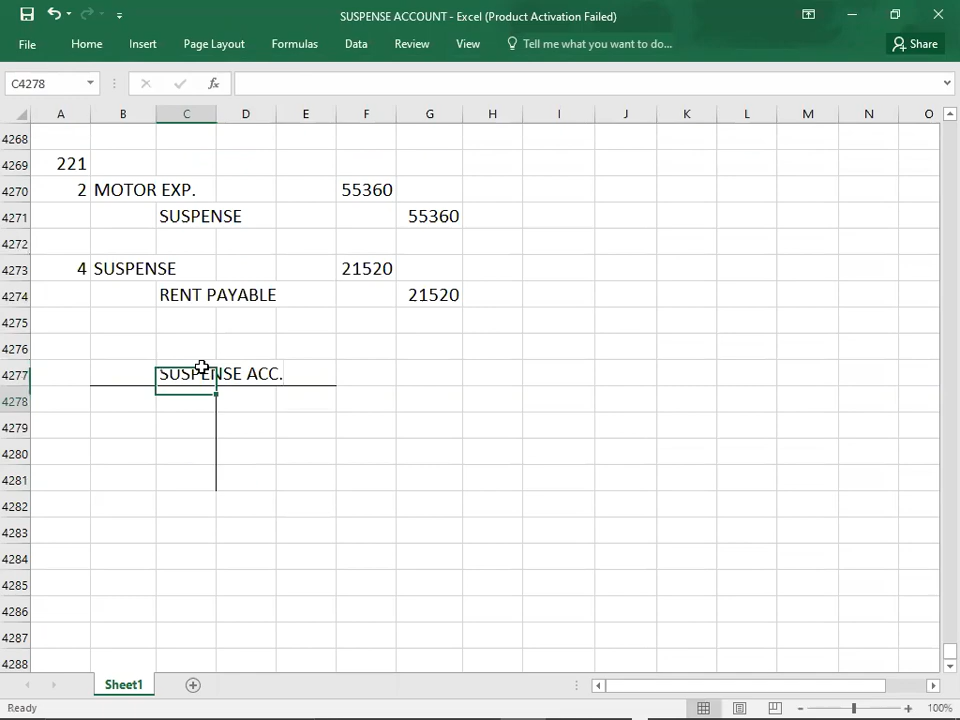 SUSPENSE ACCOUNT - Excel (Product Activation Failed)
File Home Insert Page Layout Formulas Data Review View Tell me what you want to do... Share
C4278 fx
A B C D E F G H I J K L M N O
4268
4269 221
4270 2 MOTOR EXP. 55360
4271 SUSPENSE 55360
4272
4273 4 SUSPENSE 21520
4274 RENT PAYABLE 21520
4275
4276
4277 SUSPENSE ACC.
4278
4279
4280
4281
4282
4283
4284
4285
4286
4287
4288
Sheet1
Ready 100%